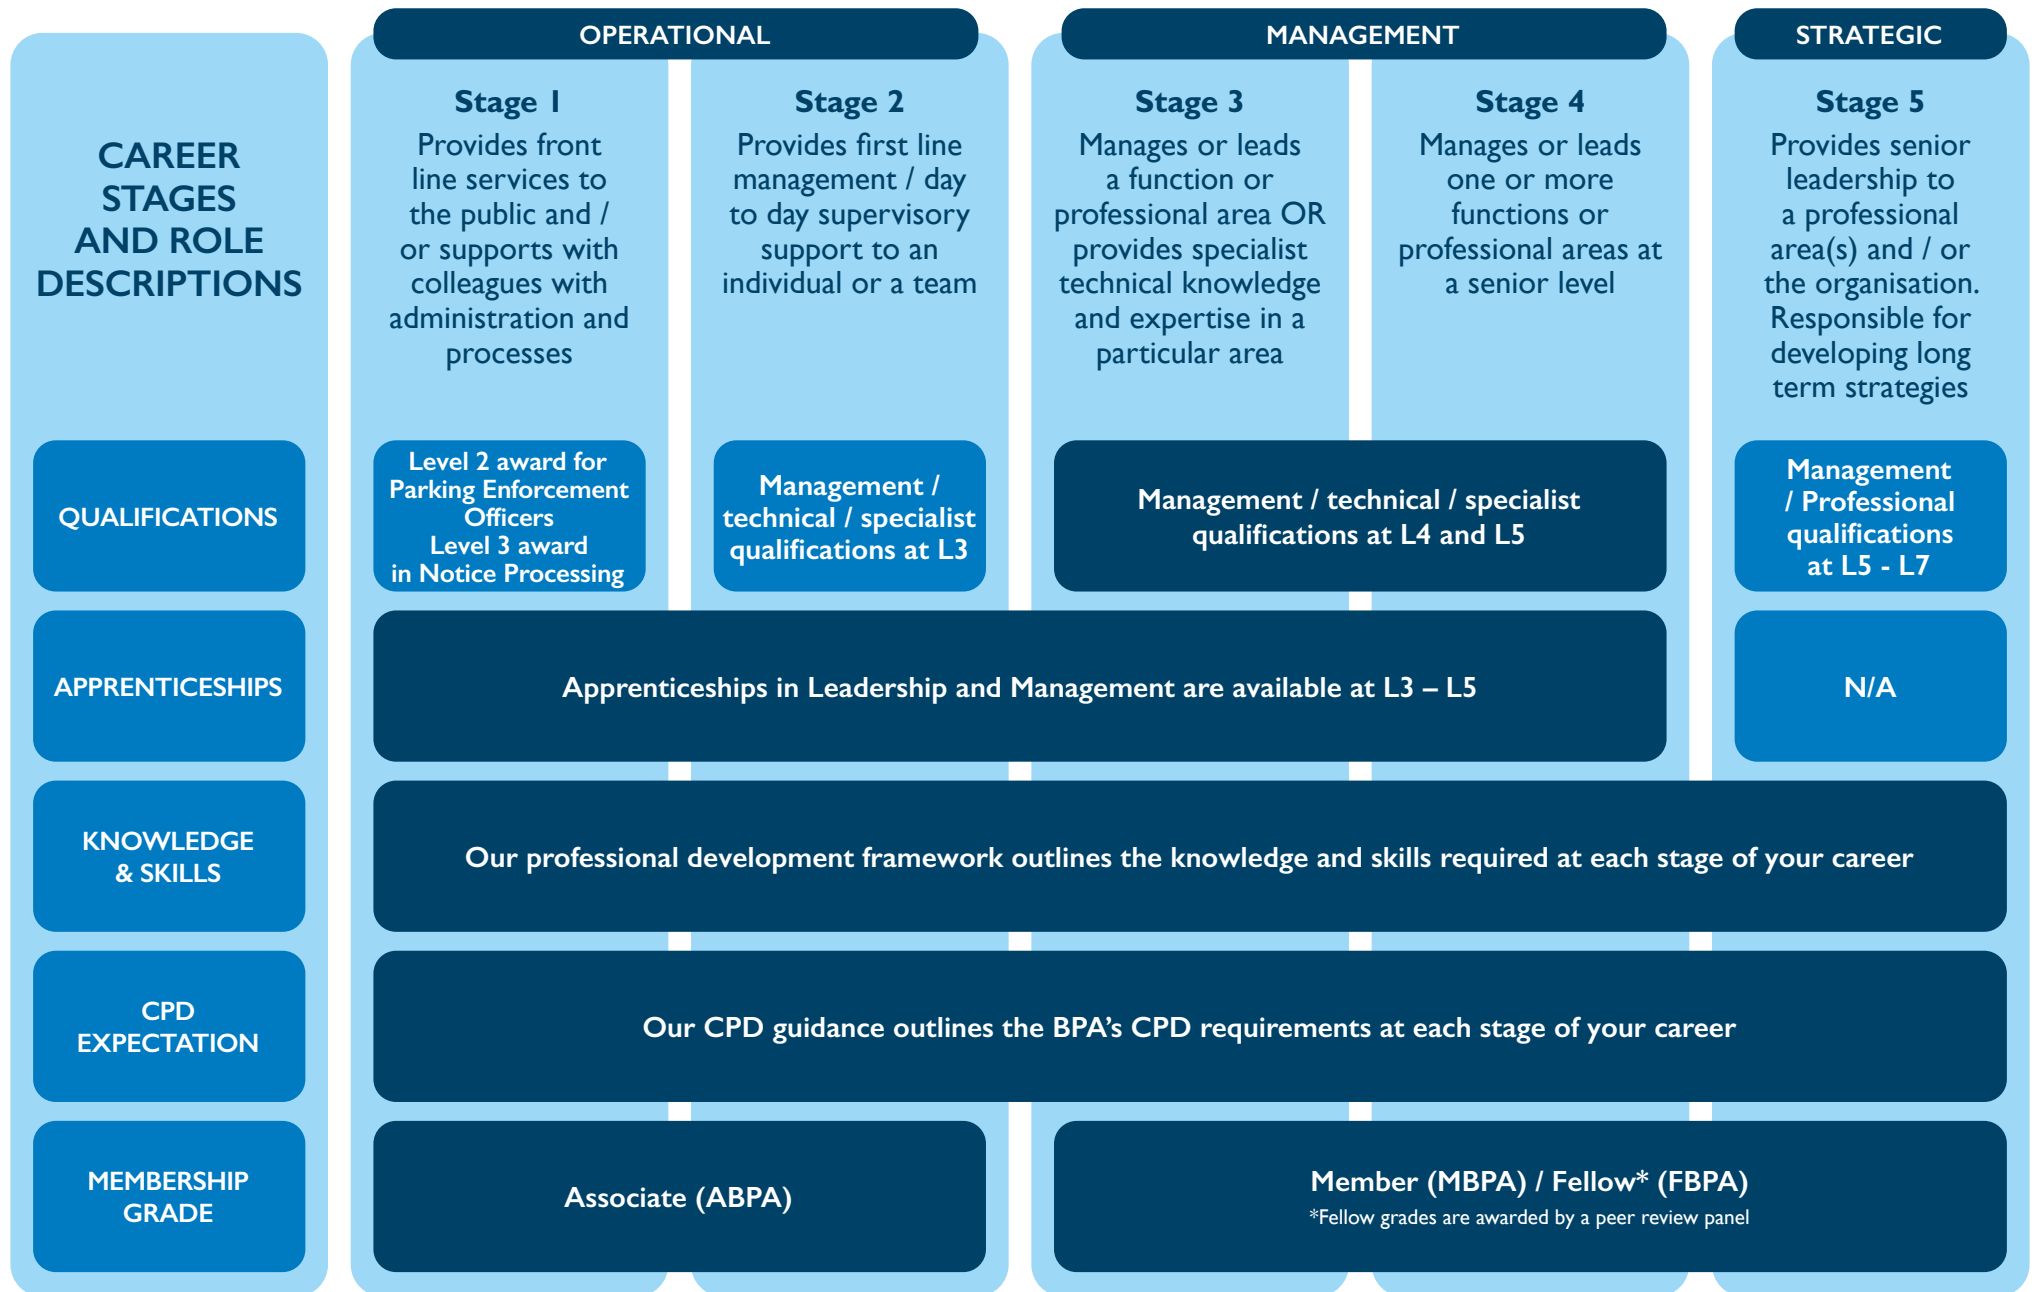 OPERATIONAL
MANAGEMENT
STRATEGIC
CAREER
STAGES
AND ROLE
DESCRIPTIONS
Stage 1
Provides front
line services to
the public and /
or supports with
colleagues with
administration and
processes
Stage 2
Provides first line
management / day
to day supervisory
support to an
individual or a team
Stage 3
Manages or leads
a function or
professional area OR
provides specialist
technical knowledge
and expertise in a
particular area
Stage 4
Manages or leads
one or more
functions or
professional areas at
a senior level
Stage 5
Provides senior
leadership to
a professional
area(s) and / or
the organisation.
Responsible for
developing long
term strategies
QUALIFICATIONS
Level 2 award for
Parking Enforcement
Officers
Level 3 award
in Notice Processing
Management /
technical / specialist
qualifications at L3
Management / technical / specialist
qualifications at L4 and L5
Management
/ Professional
qualifications
at L5 - L7
APPRENTICESHIPS
Apprenticeships in Leadership and Management are available at L3 – L5
N/A
KNOWLEDGE
& SKILLS
Our professional development framework outlines the knowledge and skills required at each stage of your career
CPD
EXPECTATION
Our CPD guidance outlines the BPA’s CPD requirements at each stage of your career
MEMBERSHIP
GRADE
Associate (ABPA)
Member (MBPA) / Fellow* (FBPA)
*Fellow grades are awarded by a peer review panel